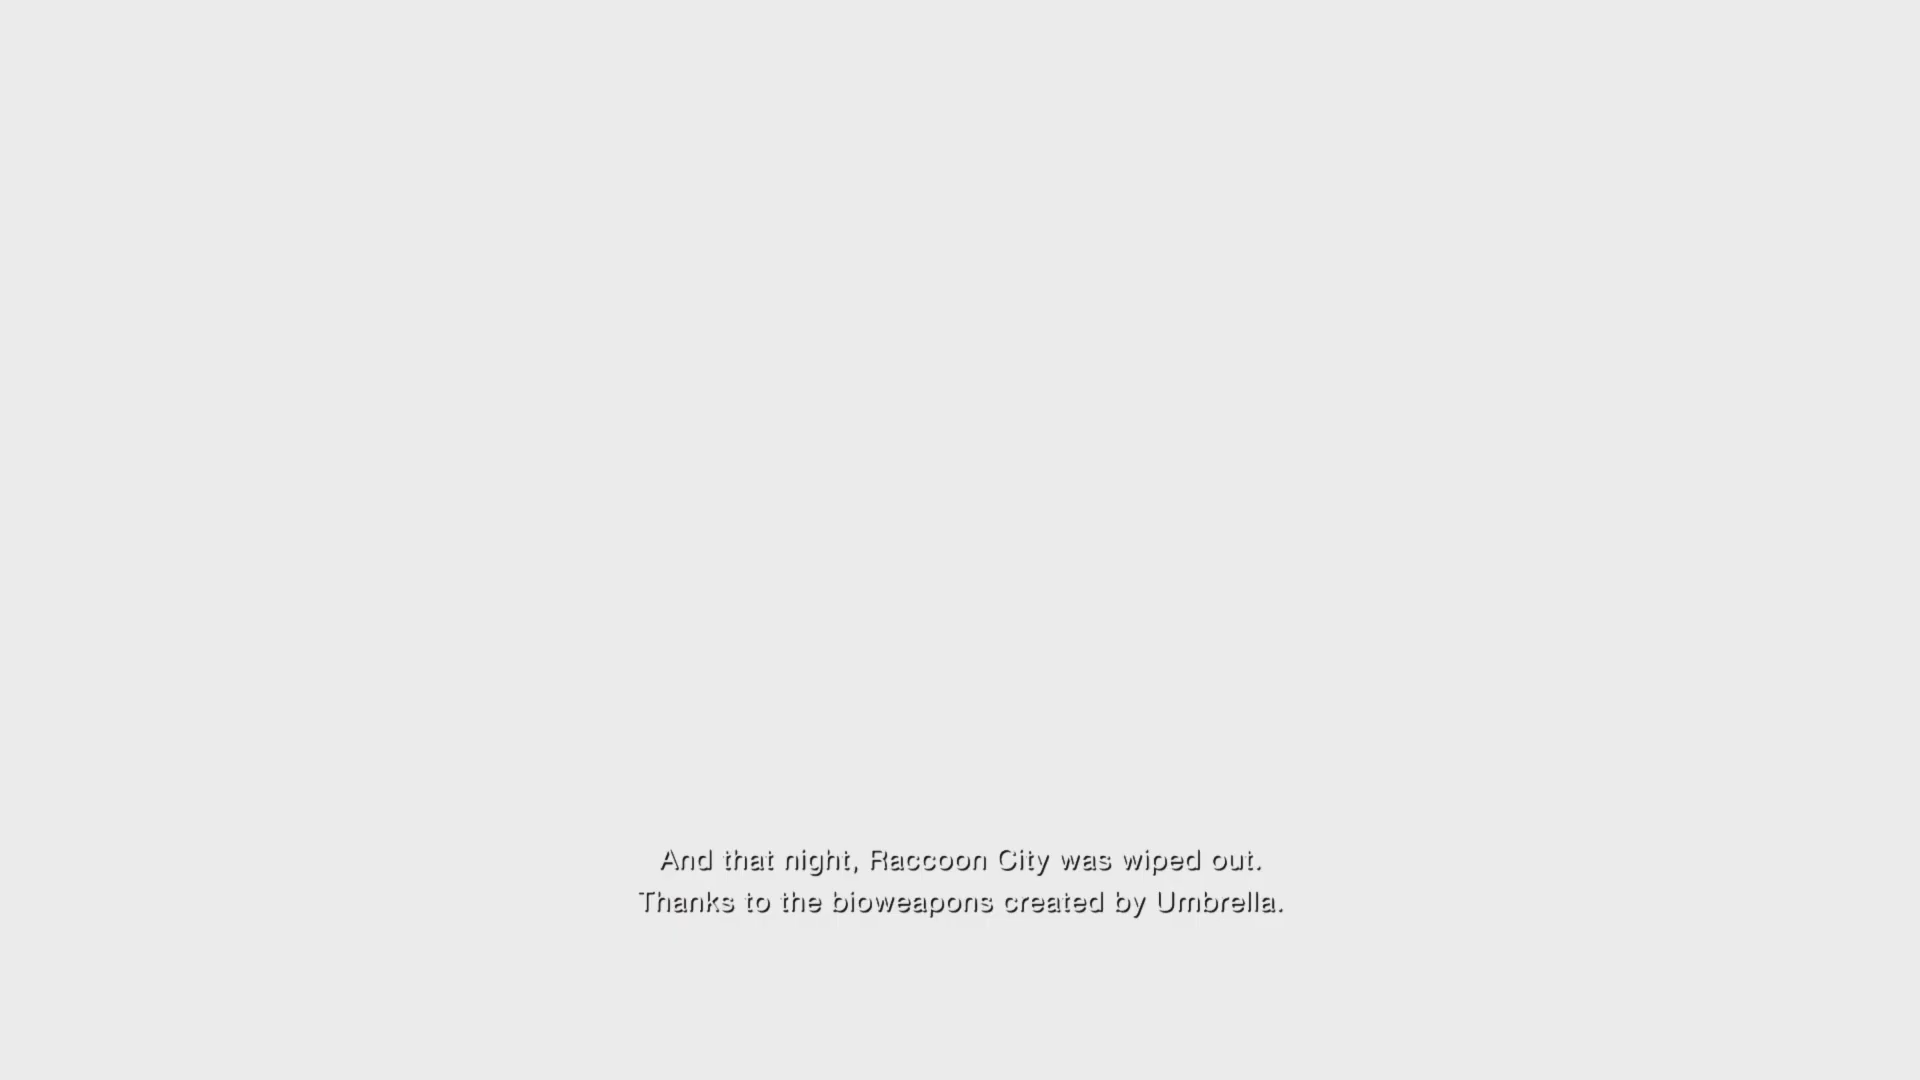 And that night, Raccoon City was wiped out.
Thanks to the bioweapons created by Umbrella.